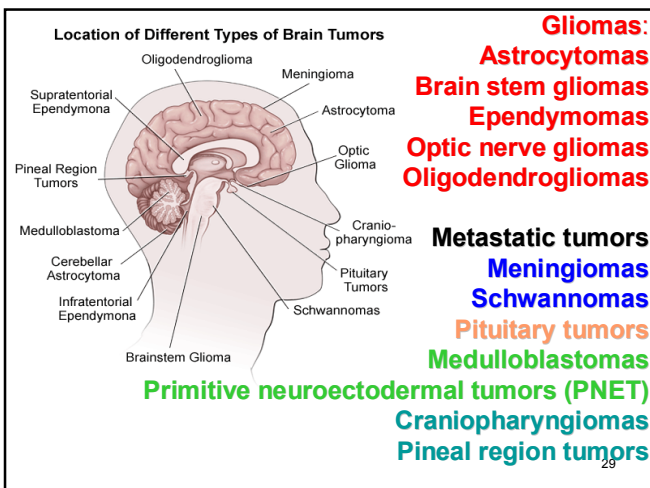 Location of Different Types of Brain Tumors
Oligodendroglioma
Meningioma
Supratentorial
Ependymona
Astrocytoma
Optic
Glioma
Pineal Region
Tumors
Medulloblastoma
Cranio-
pharyngioma
Cerebellar
Astrocytoma
Pituitary
Tumors
Infratentorial
Ependymona
Schwannomas
Brainstem Glioma
Gliomas:
Astrocytomas
Brain stem gliomas
Ependymomas
Optic nerve gliomas
Oligodendrogliomas
Metastatic tumors
Meningiomas
Schwannomas
Pituitary tumors
Medulloblastomas
Primitive neuroectodermal tumors (PNET)
Craniopharyngiomas
Pineal region tumors
29